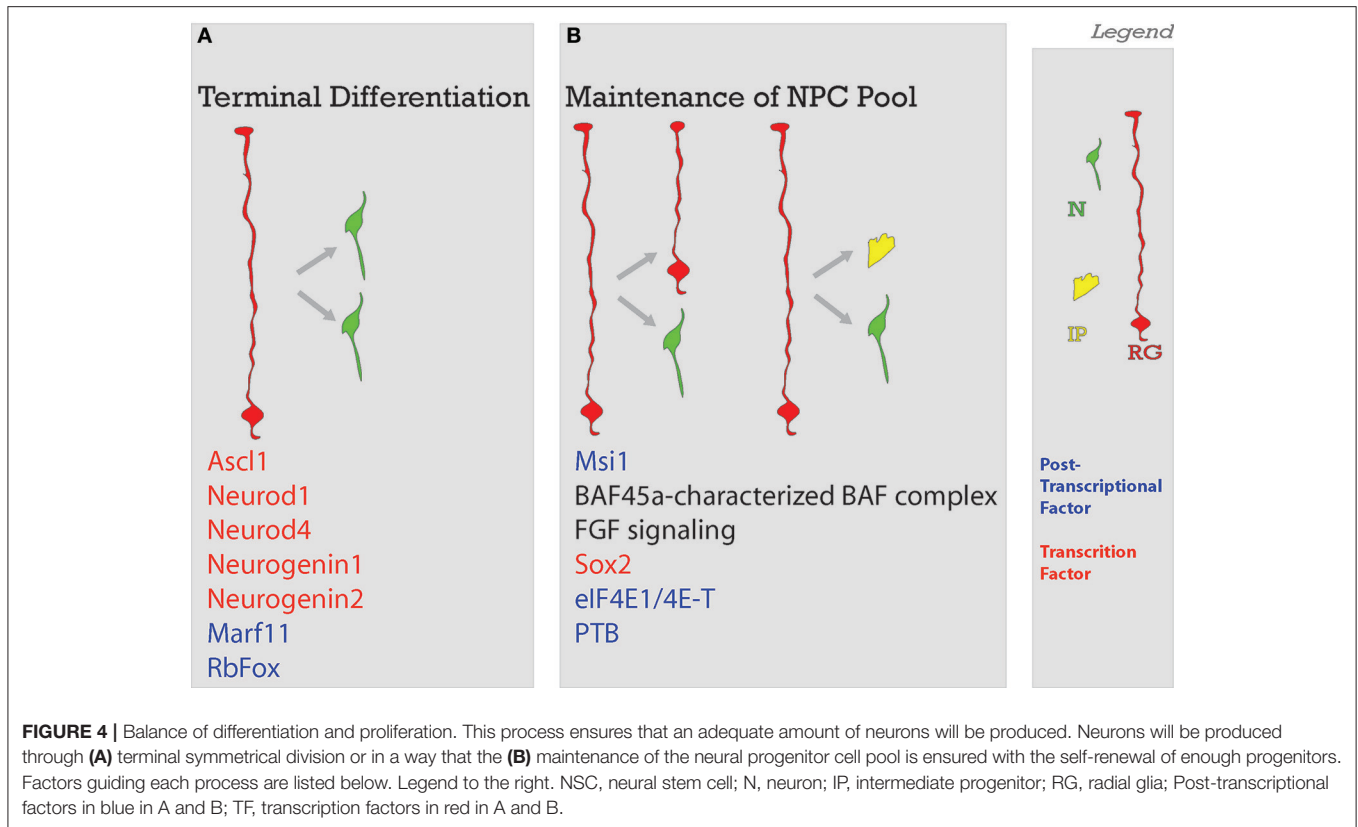 A
Terminal Differentiation
Ascl1
Neurod1
Neurod4
Neurogenin1
Neurogenin2
Marf11
RbFox
B
Maintenance of NPC Pool
Msi1
BAF45a-characterized BAF complex
FGF signaling
Sox2
eIF4E1/4E-T
PTB
Legend
N
IP
RG
Post-
Transcriptional
Factor
Transcrition
Factor
FIGURE 4 | Balance of differentiation and proliferation. This process ensures that an adequate amount of neurons will be produced. Neurons will be produced
through (A) terminal symmetrical division or in a way that the (B) maintenance of the neural progenitor cell pool is ensured with the self-renewal of enough progenitors.
Factors guiding each process are listed below. Legend to the right. NSC, neural stem cell; N, neuron; IP, intermediate progenitor; RG, radial glia; Post-transcriptional
factors in blue in A and B; TF, transcription factors in red in A and B.